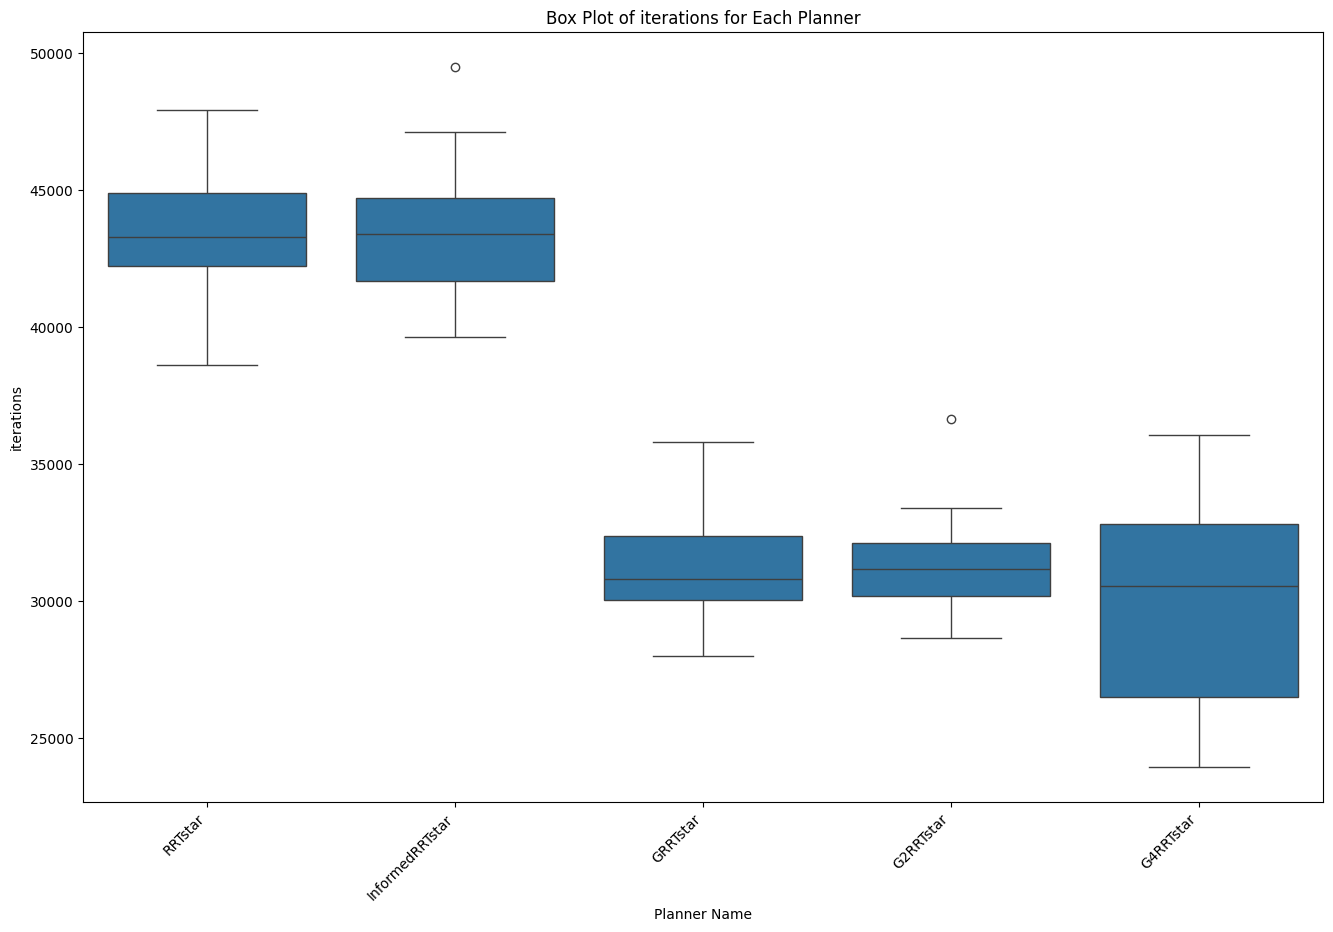 Box Plot of iterations for Each Planner
50000
45000
40000
35000
30000
25000
iterations
RRTstar
InformedRRTstar
GRRTstar
G2RRTstar
G4RRTstar
Planner Name